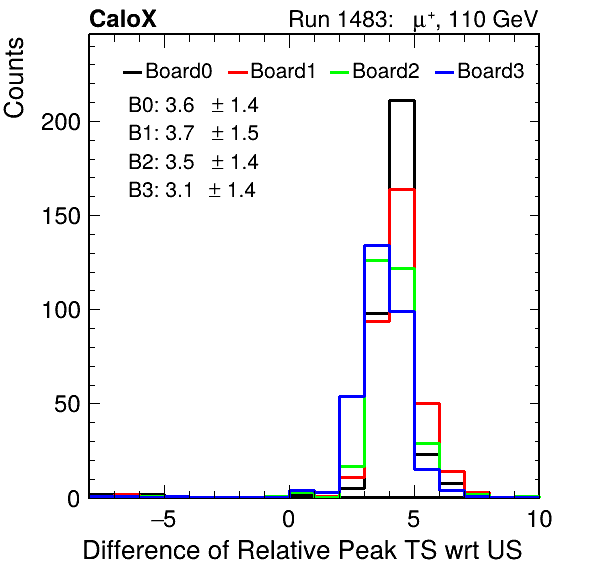 CaloX Run 1483: μ⁺, 110 GeV
Counts
Board0 Board1 Board2 Board3
B0: 3.6 ± 1.4
B1: 3.7 ± 1.5
B2: 3.5 ± 1.4
B3: 3.1 ± 1.4
200
150
100
50
0
−5 0 5 10
Difference of Relative Peak TS wrt US